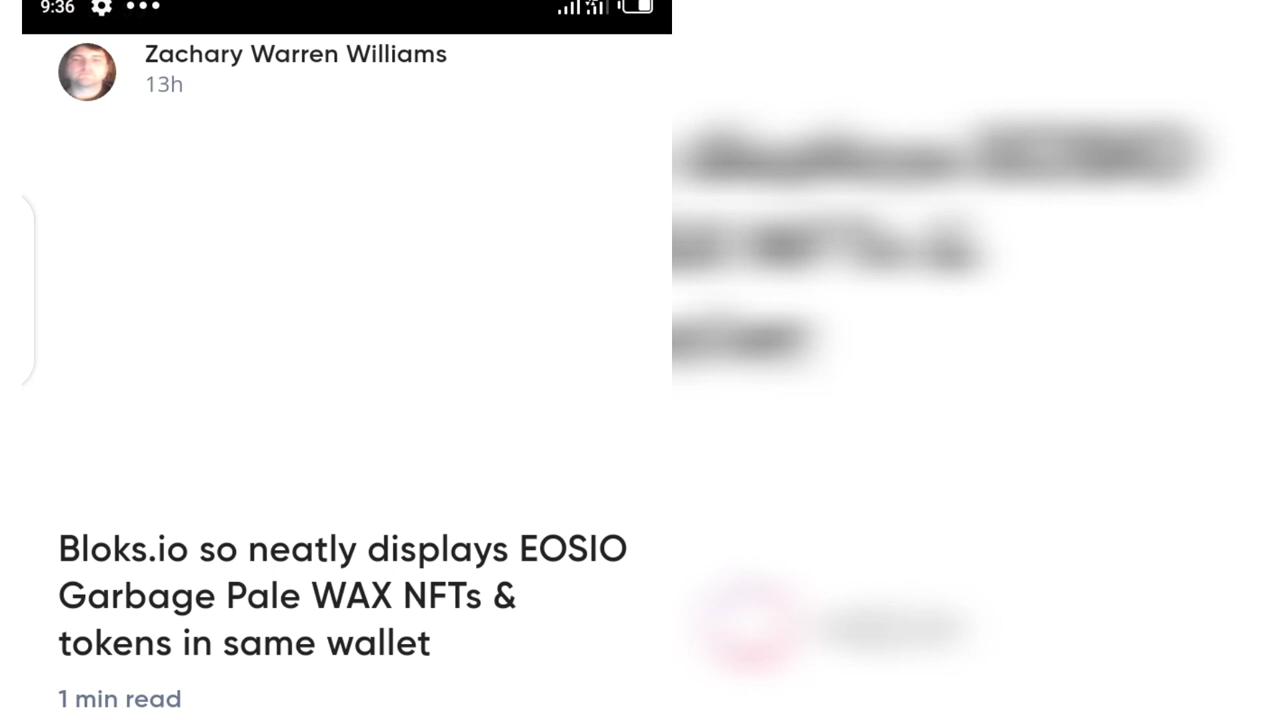 9:36
Zachary Warren Williams
13h
Bloks.io so neatly displays EOSIO
Garbage Pale WAX NFTs &
tokens in same wallet
1 min read